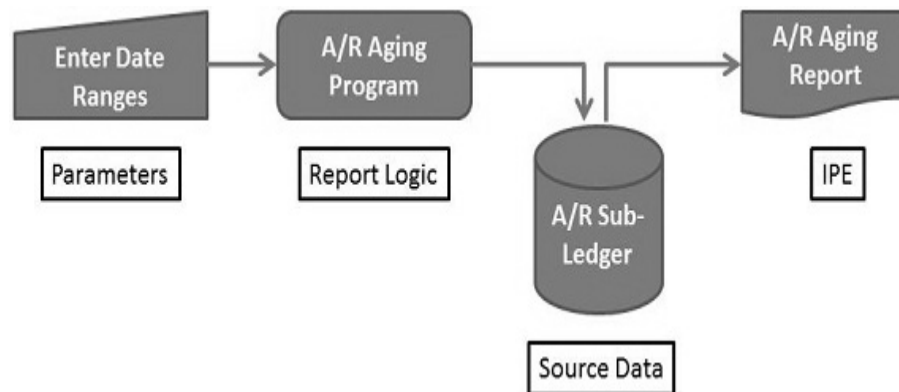 Enter Date
Ranges
A/R Aging
Program
A/R Aging
Report
Parameters
Report Logic
IPE
A/R Sub-
Ledger
Source Data